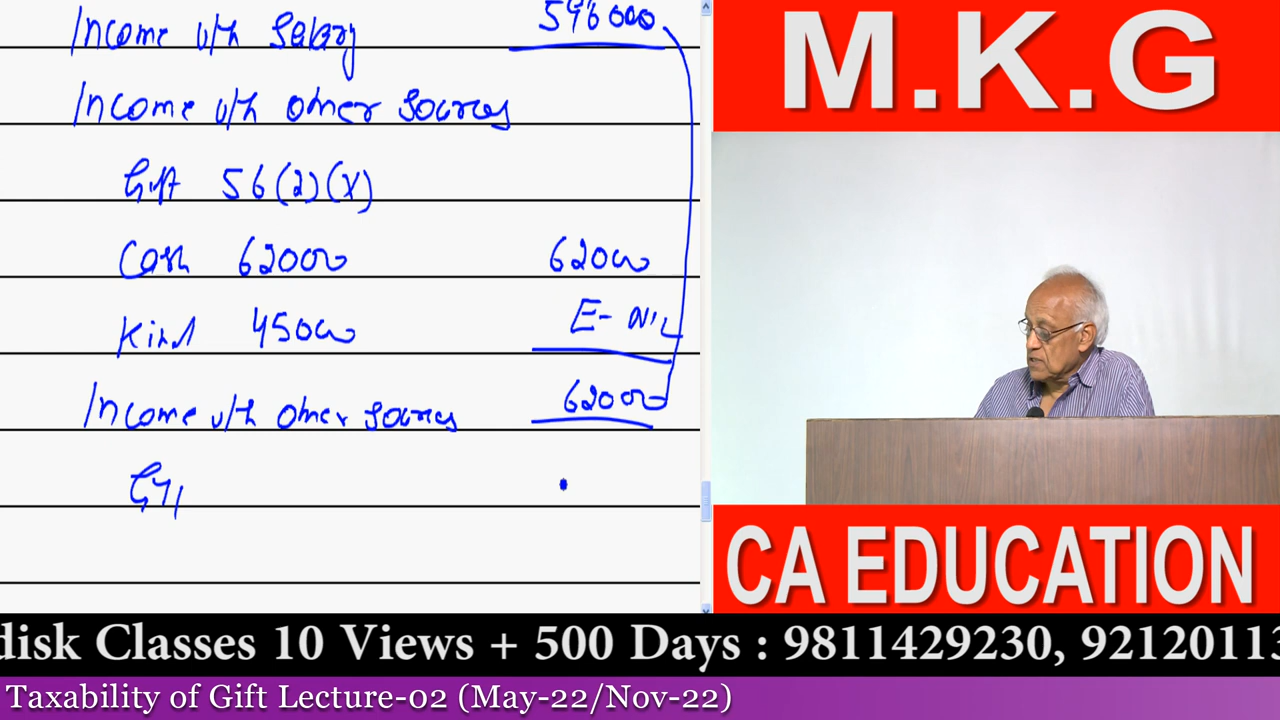 Income u/h Salary 596000
Income u/h other sources
Gift 56(2)(x)
Cash 62000 62000
Kind 45000 E- NIL
Income u/h other sources 62000
GTI
M.K.G
CA EDUCATION
disk Classes 10 Views + 500 Days : 9811429230, 92120113
Taxability of Gift Lecture-02 (May-22/Nov-22)